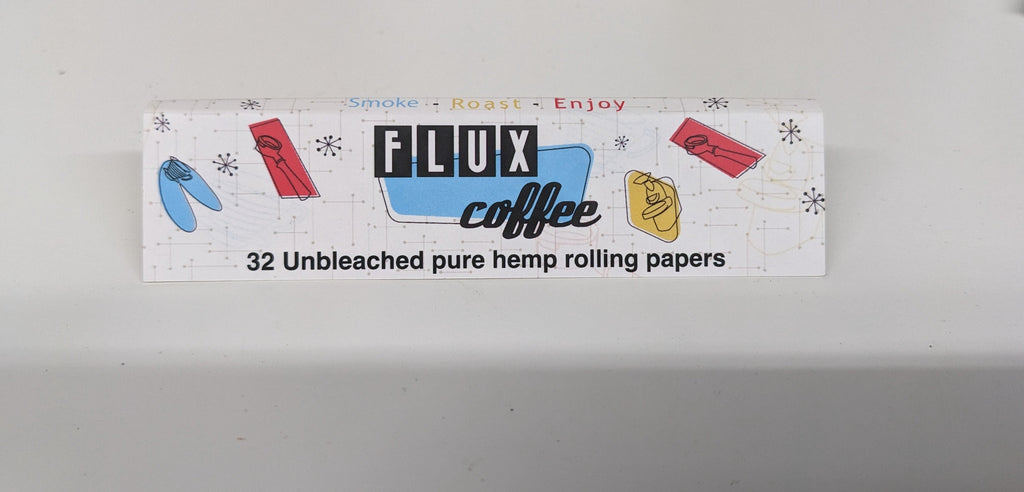 Smoke - Roast - Enjoy
FLUX
coffee
32 Unbleached pure hemp rolling papers